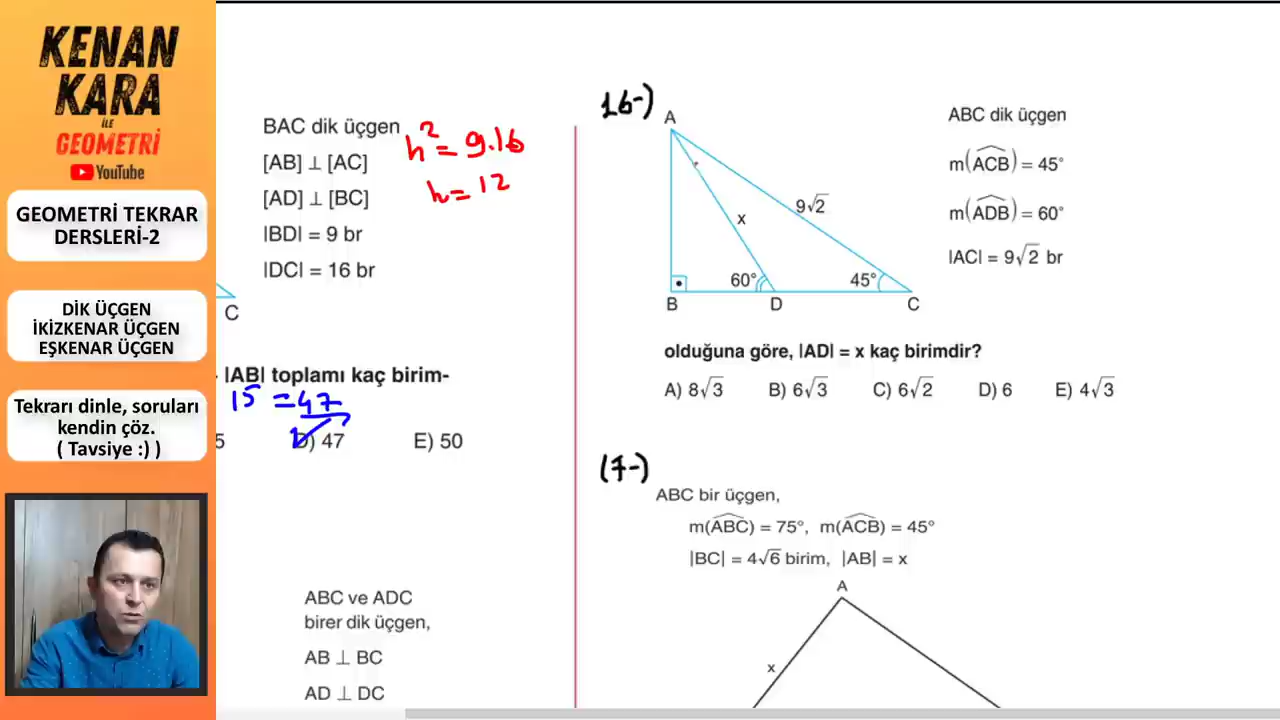 KENAN
KARA
İLE
GEOMETRİ
YouTube
GEOMETRİ TEKRAR
DERSLERİ-2
DİK ÜÇGEN
İKİZKENAR ÜÇGEN
EŞKENAR ÜÇGEN
Tekrarı dinle, soruları
kendin çöz.
( Tavsiye :) )
BAC dik üçgen
[AB] ⊥ [AC]
[AD] ⊥ [BC]
|BD| = 9 br
|DC| = 16 br
h² = 9.16
h = 12
C
|AB| toplamı kaç birim-
15 = 47
5 D) 47 E) 50
ABC ve ADC
birer dik üçgen,
AB ⊥ BC
AD ⊥ DC
16-)
A
9√2
x
60°
45°
B
D
C
ABC dik üçgen
m(ACB) = 45°
m(ADB) = 60°
|AC| = 9√2 br
olduğuna göre, |AD| = x kaç birimdir?
A) 8√3 B) 6√3 C) 6√2 D) 6 E) 4√3
17-)
ABC bir üçgen,
m(ABC) = 75°, m(ACB) = 45°
|BC| = 4√6 birim, |AB| = x
A
x